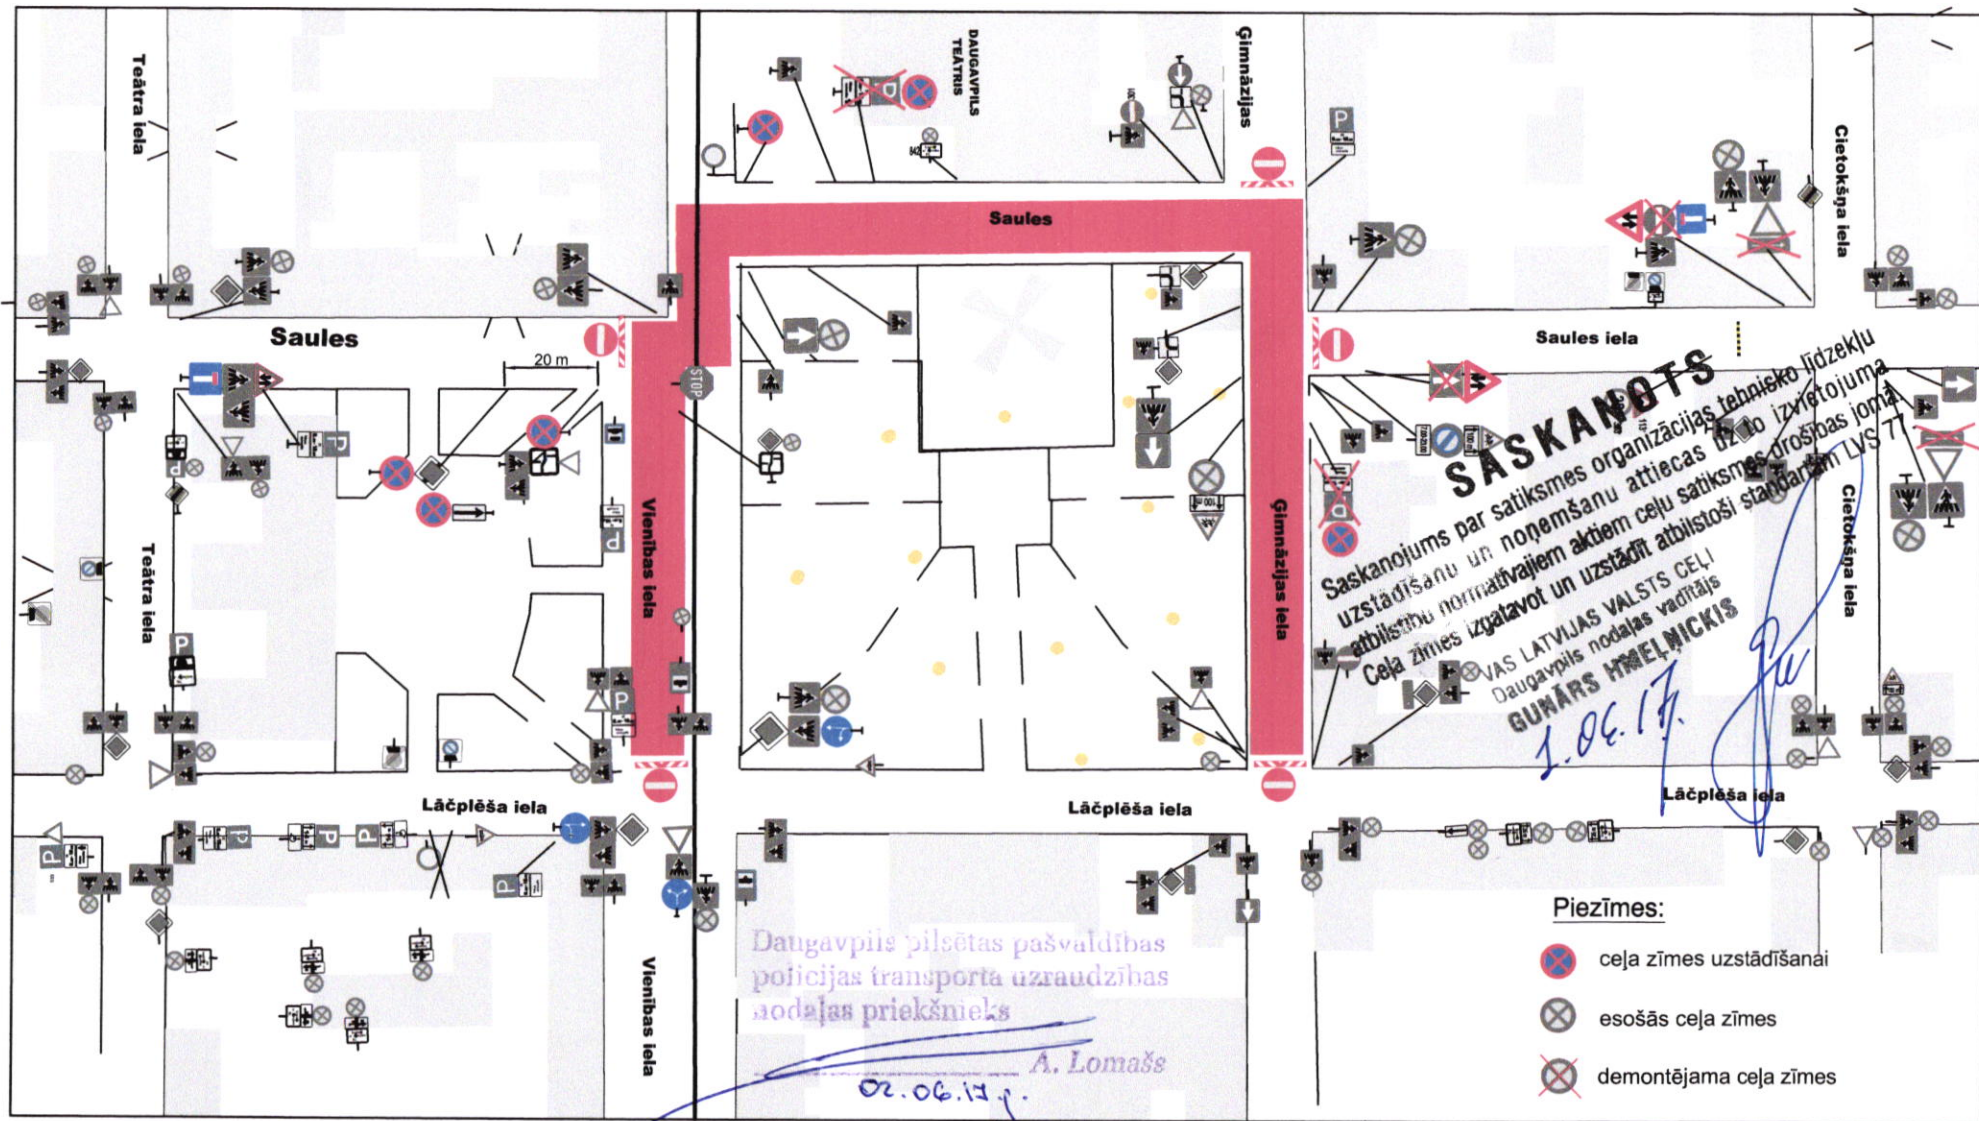 Teātra iela
DAUGAVPILS
TEĀTRIS
Ģimnāzijas
Cietokšņa iela
Saules
Saules
Saules iela
20 m
STOP
Teātra iela
Vienības iela
Ģimnāzijas iela
Cietokšņa iela
100 m
SASKAŅOTS
Saskaņojums par satiksmes organizācijas tehnisko līdzekļu
uzstādīšanu un noņemšanu attiecas uz to izvietojuma
atbilstību normatīvajiem aktiem ceļu satiksmes drošības jomā.
Ceļa zīmes izgatavot un uzstādīt atbilstoši standartam LVS 77
VAS LATVIJAS VALSTS CEĻI
Daugavpils nodaļas vadītājs
GUNĀRS HMEĻŅICKIS
1.06.17.
Lāčplēša iela
Lāčplēša iela
Lāčplēša iela
Vienības iela
Daugavpils pilsētas pašvaldības
policijas transporta uzraudzības
nodaļas priekšnieks
A. Lomašs
02.06.17.g.
Piezīmes:
ceļa zīmes uzstādīšanai
esošās ceļa zīmes
demontējama ceļa zīmes